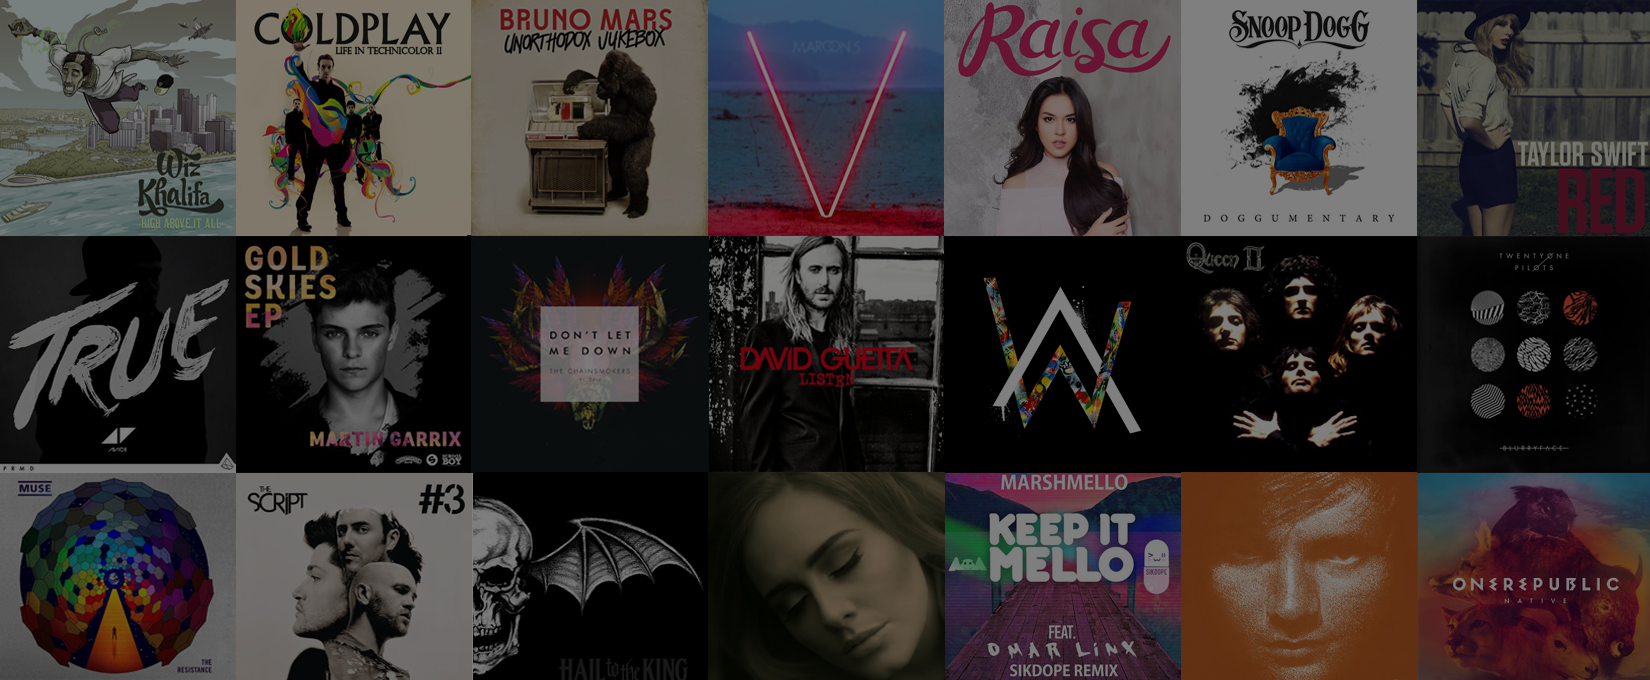 Wiz
Khalifa
HIGH ABOVE IT ALL
COLDPLAY
LIFE IN TECHNICOLOR II
BRUNO MARS
UNORTHODOX JUKEBOX
MAROON 5
Raisa
SNOOP DOGG
DOGGUMENTARY
TAYLOR SWIFT
RED
TRUE
AVICII
PRMD
GOLD
SKIES
EP
MARTIN GARRIX
DON'T LET
ME DOWN
THE CHAINSMOKERS
DAVID GUETTA
LISTEN
Queen II
TWENTY ONE
PILOTS
BLURRYFACE
MUSE
THE
RESISTANCE
THE
SCRIPT
#3
HAIL to the KING
MARSHMELLO
KEEP IT
MELLO
SIKDOPE
FEAT.
OMAR LINX
SIKDOPE REMIX
ONEREPUBLIC
NATIVE